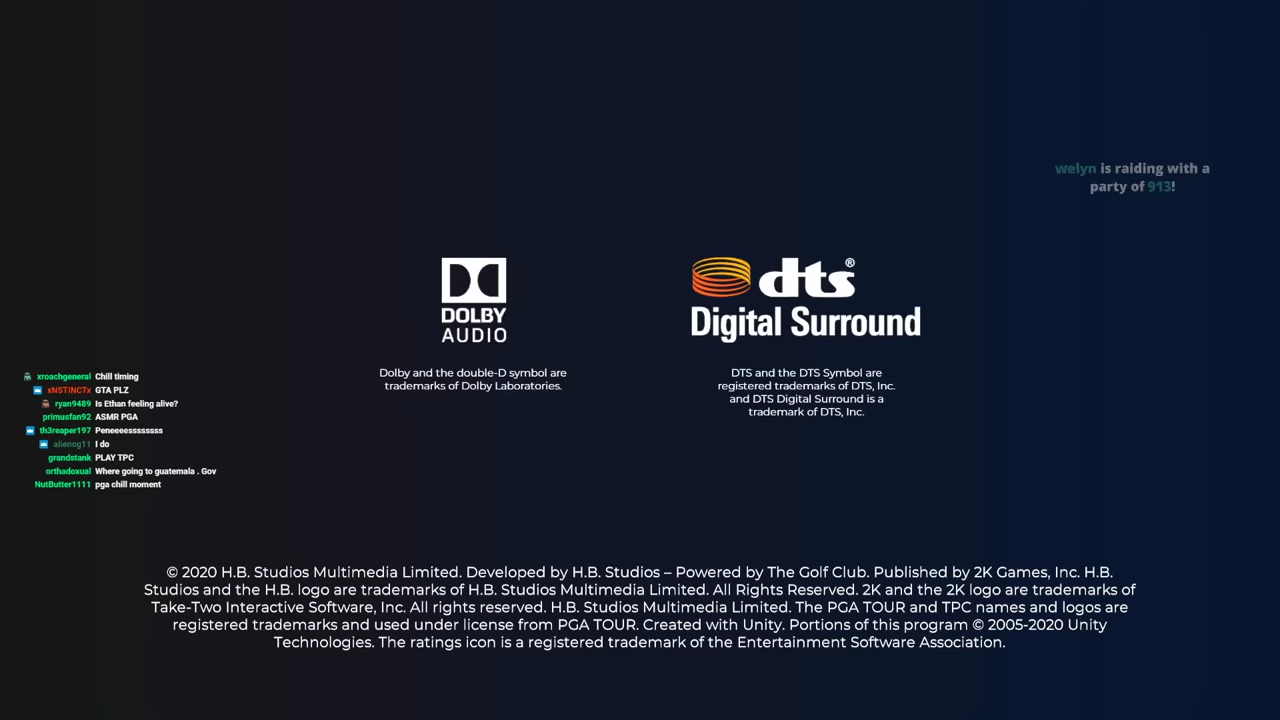 welyn is raiding with a
party of 913!
DOLBY
AUDIO
dts®
Digital Surround
Dolby and the double-D symbol are
trademarks of Dolby Laboratories.
DTS and the DTS Symbol are
registered trademarks of DTS, Inc.
and DTS Digital Surround is a
trademark of DTS, Inc.
xroachgeneral Chill timing
xNSTINCTx GTA PLZ
ryan9489 Is Ethan feeling alive?
primusfan92 ASMR PGA
th3reaper197 Peneeeessssssss
alienog11 I do
grandstank PLAY TPC
orthadoxual Where going to guatemala . Gov
NutButter1111 pga chill moment
© 2020 H.B. Studios Multimedia Limited. Developed by H.B. Studios – Powered by The Golf Club. Published by 2K Games, Inc. H.B.
Studios and the H.B. logo are trademarks of H.B. Studios Multimedia Limited. All Rights Reserved. 2K and the 2K logo are trademarks of
Take-Two Interactive Software, Inc. All rights reserved. H.B. Studios Multimedia Limited. The PGA TOUR and TPC names and logos are
registered trademarks and used under license from PGA TOUR. Created with Unity. Portions of this program © 2005-2020 Unity
Technologies. The ratings icon is a registered trademark of the Entertainment Software Association.